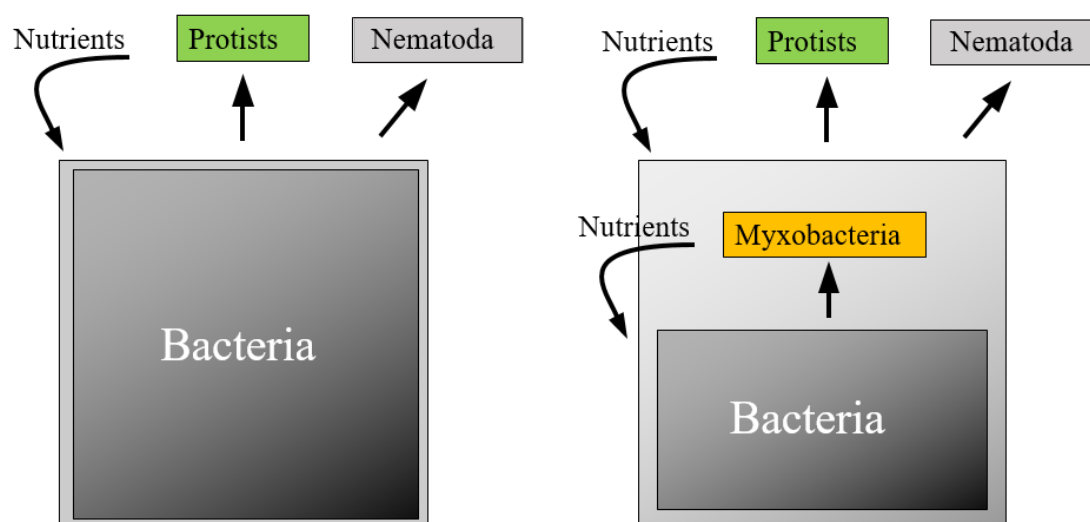 Nutrients
Protists
Nematoda
Bacteria
Nutrients
Protists
Nematoda
Nutrients
Myxobacteria
Bacteria